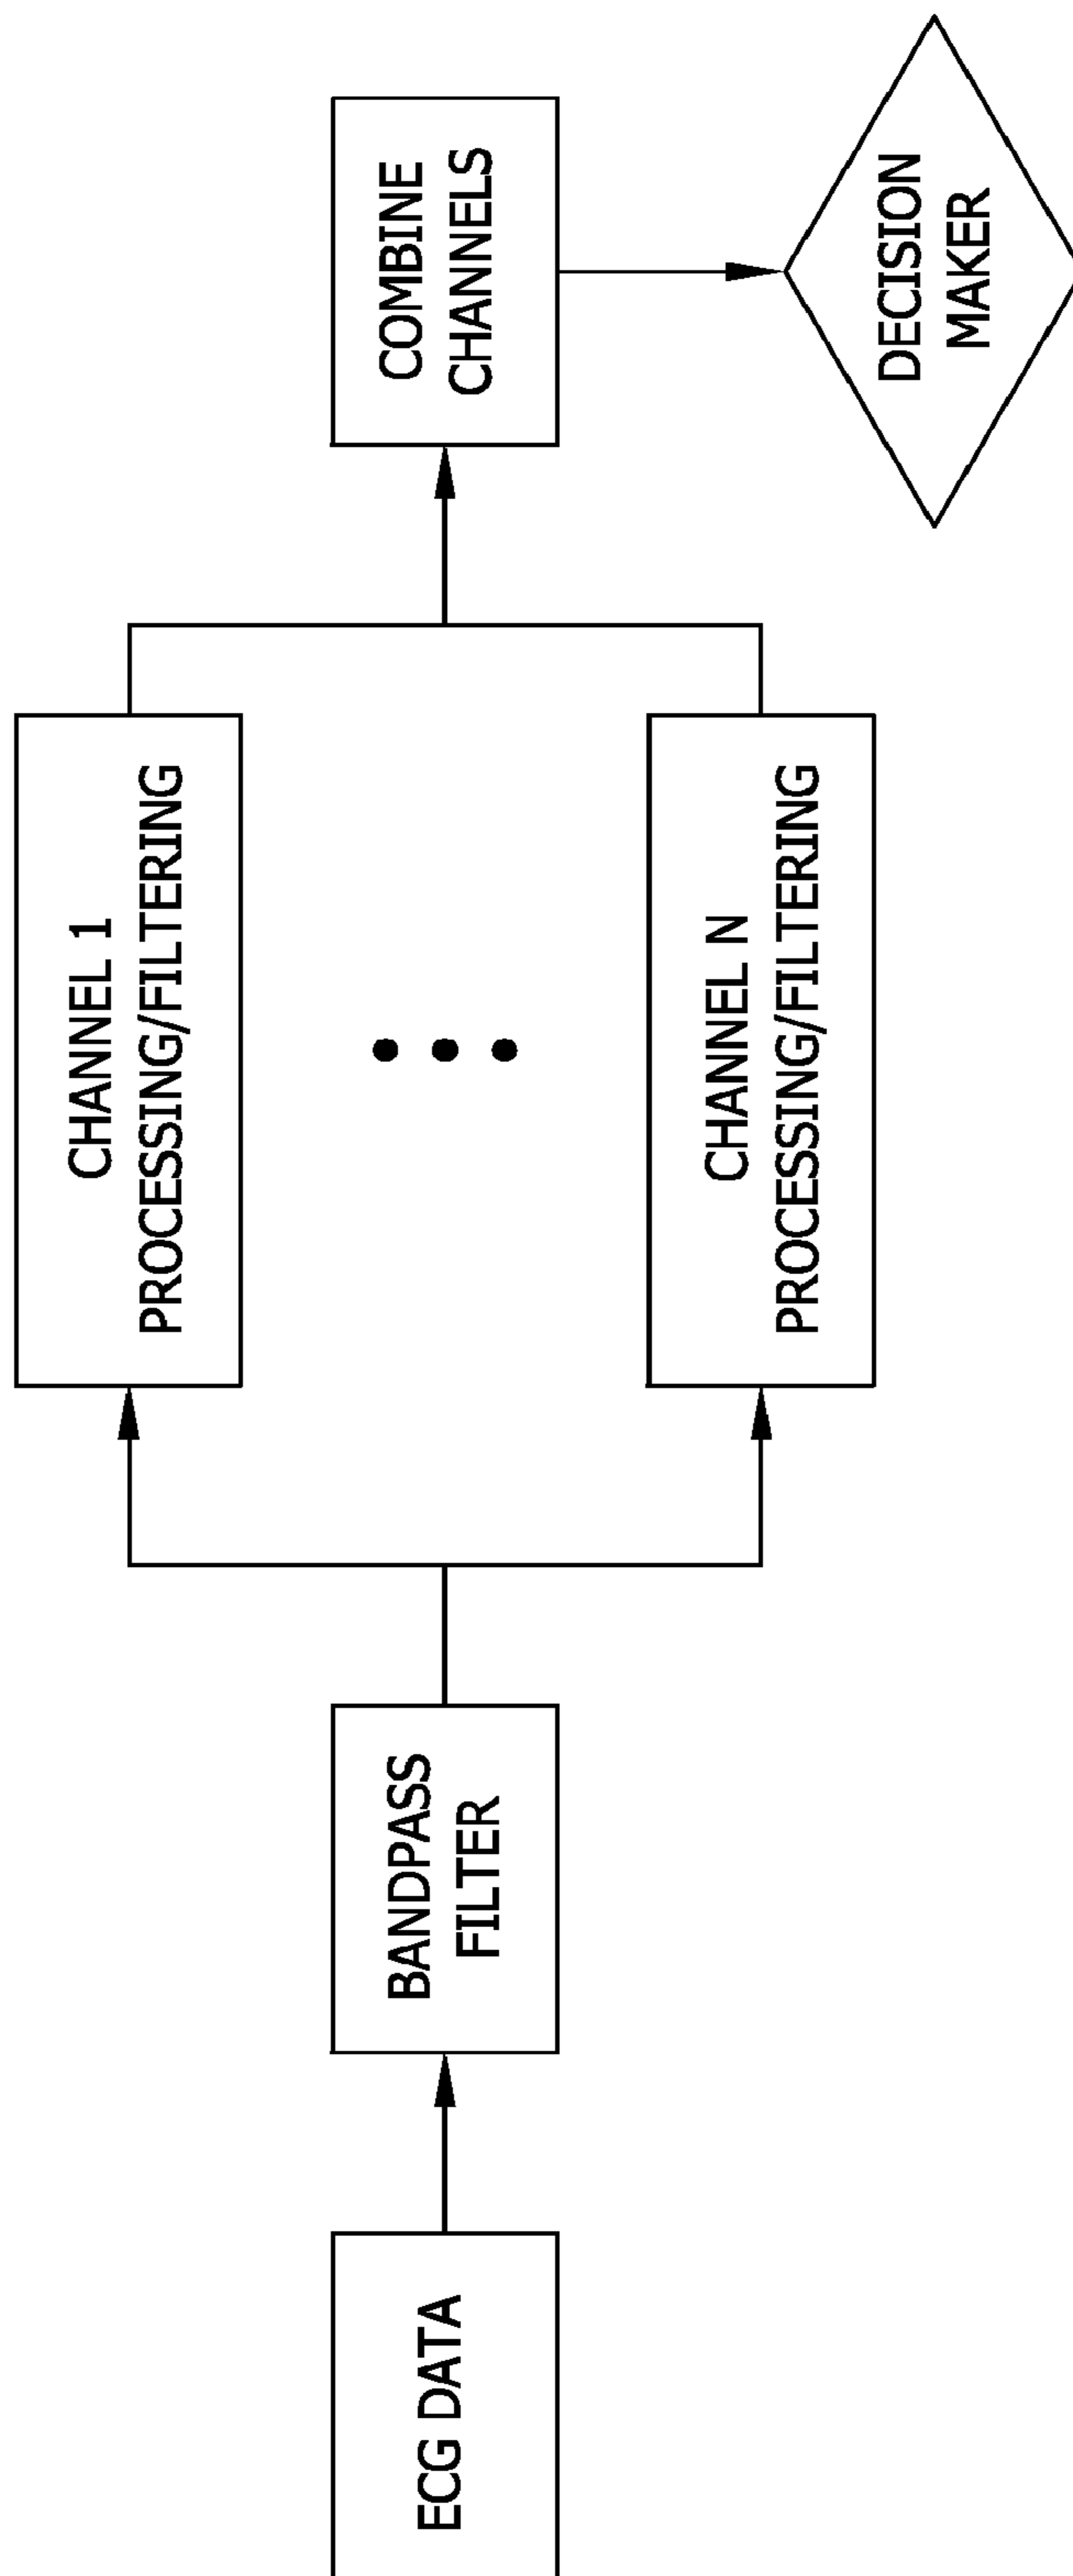 ECG DATA
BANDPASS
FILTER
CHANNEL 1
PROCESSING/FILTERING
CHANNEL N
PROCESSING/FILTERING
COMBINE
CHANNELS
DECISION
MAKER